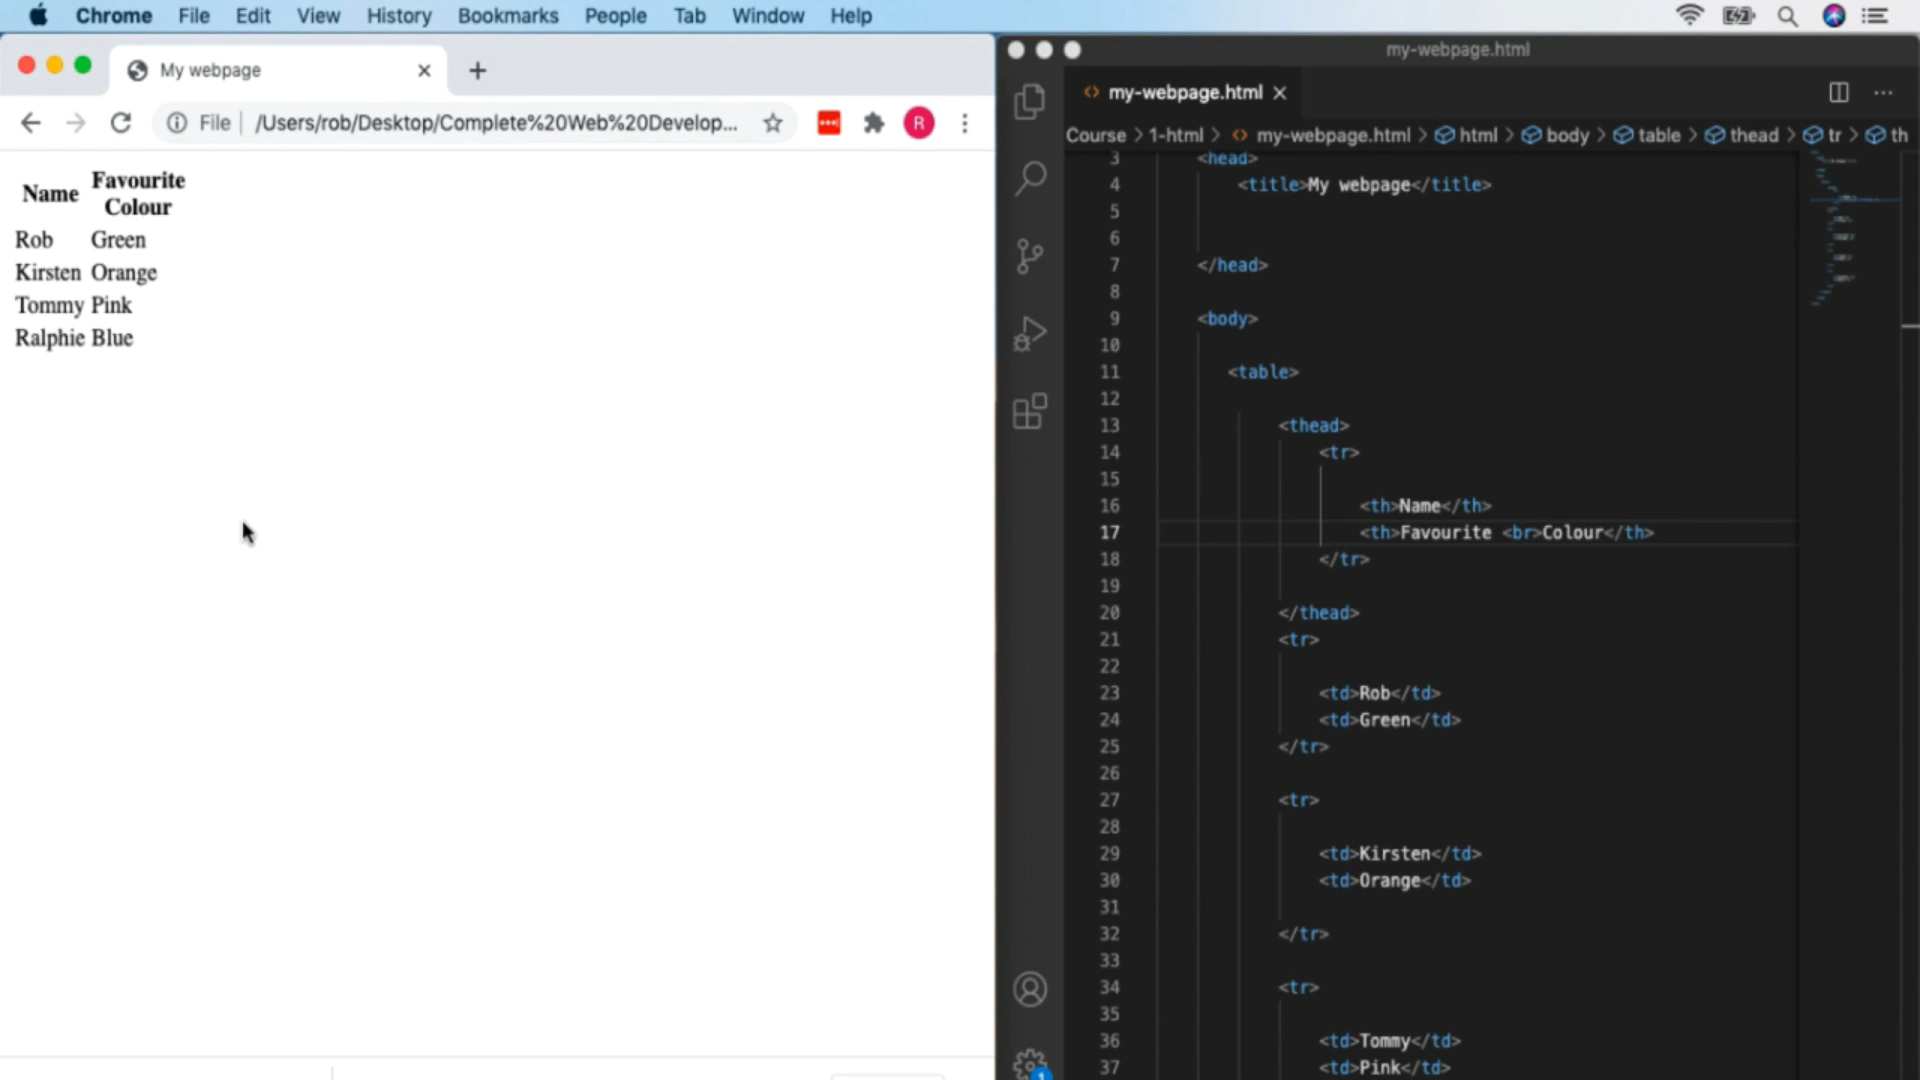 Chrome File Edit View History Bookmarks People Tab Window Help
My webpage
File | /Users/rob/Desktop/Complete%20Web%20Develop...
R
Name Favourite Colour
Rob Green
Kirsten Orange
Tommy Pink
Ralphie Blue
my-webpage.html
my-webpage.html
Course > 1-html > my-webpage.html > html > body > table > thead > tr > th
3 <head>
4 <title>My webpage</title>
5
6
7 </head>
8
9 <body>
10
11 <table>
12
13 <thead>
14 <tr>
15
16 <th>Name</th>
17 <th>Favourite <br>Colour</th>
18 </tr>
19
20 </thead>
21 <tr>
22
23 <td>Rob</td>
24 <td>Green</td>
25 </tr>
26
27 <tr>
28
29 <td>Kirsten</td>
30 <td>Orange</td>
31
32 </tr>
33
34 <tr>
35
36 <td>Tommy</td>
37 <td>Pink</td>
1